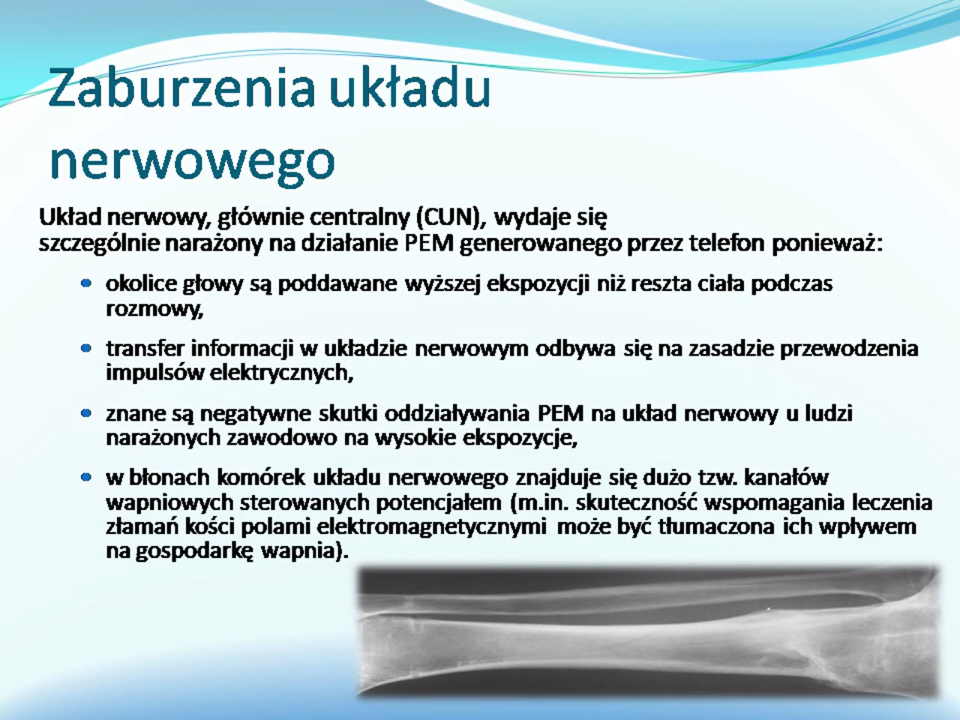 Zaburzenia układu
nerwowego
Układ nerwowy, głównie centralny (CUN), wydaje się
szczególnie narażony na działanie PEM generowanego przez telefon ponieważ:
okolice głowy są poddawane wyższej ekspozycji niż reszta ciała podczas
rozmowy,
transfer informacji w układzie nerwowym odbywa się na zasadzie przewodzenia
impulsów elektrycznych,
znane są negatywne skutki oddziaływania PEM na układ nerwowy u ludzi
narażonych zawodowo na wysokie ekspozycje,
w błonach komórek układu nerwowego znajduje się dużo tzw. kanałów
wapniowych sterowanych potencjałem (m.in. skuteczność wspomagania leczenia
złamań kości polami elektromagnetycznymi może być tłumaczona ich wpływem
na gospodarkę wapnia).